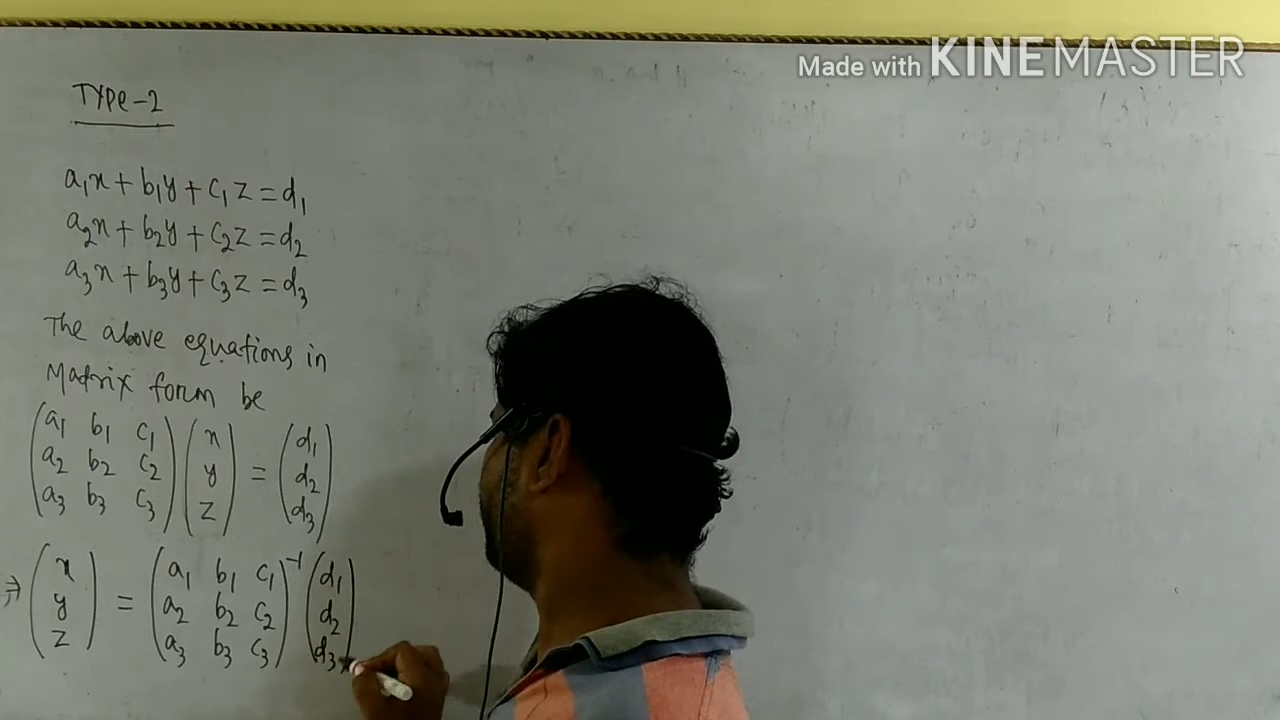 Made with KINEMASTER
TYPE-2
a₁x + b₁y + c₁z = d₁
a₂x + b₂y + c₂z = d₂
a₃x + b₃y + c₃z = d₃
The above equations in
Matrix form be
(a₁ b₁ c₁) (x) (d₁)
(a₂ b₂ c₂) (y) = (d₂)
(a₃ b₃ c₃) (z) (d₃)
⇒ (x) (a₁ b₁ c₁)⁻¹ (d₁)
(y) = (a₂ b₂ c₂) (d₂)
(z) (a₃ b₃ c₃) (d₃)